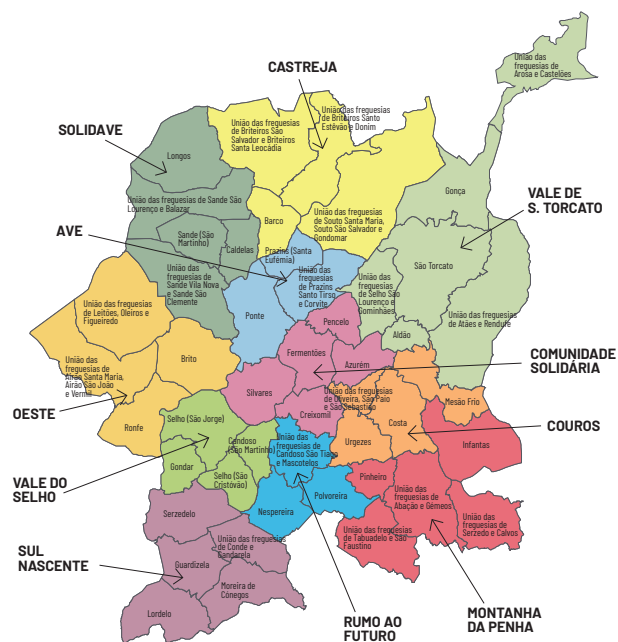 União das
freguesias de
Arosa e Castelões
CASTREJA
União das freguesias
de Briteiros Santo
Estêvão e Donim
União das freguesias
de Briteiros São
Salvador e Briteiros
Santa Leocádia
SOLIDAVE
Longos
Gonça
VALE DE
S. TORCATO
União das freguesias de Sande São
Lourenço e Balazar
Barco
União das freguesias
de Souto Santa Maria,
Souto São Salvador e
Gondomar
AVE
Sande (São
Martinho)
Caldelas
Prazins (Santa
Eufémia)
São Torcato
União das
freguesias de
Sande Vila Nova
e Sande São
Clemente
União das
freguesias
de Prazins
Santo Tirso
e Corvite
União das
freguesias
de Selho São
Lourenço e
Gominhães
União das
freguesias de Leitões, Oleiros e
Figueiredo
Ponte
Pencelo
Aldão
União das freguesias de
Atães e Rendufe
Brito
Fermentões
Azurém
COMUNIDADE
SOLIDÁRIA
União das
freguesias de
Airão Santa Maria,
Airão São João e
Vermil
Silvares
União das freguesias
de Oliveira, São Paio
e São Sebastião
Mesão Frio
OESTE
Ronfe
Selho (São Jorge)
Creixomil
Costa
COUROS
Candoso
(São Martinho)
União das
freguesias de
Candoso São Tiago
e Mascotelos
Urgezes
Infantas
Gondar
Selho (São
Cristóvão)
VALE DO
SELHO
Pinheiro
Polvoreira
União das
freguesias de
Abação e Gémeos
Serzedelo
Nespereira
União das
freguesias de
Serzedo e Calvos
União das freguesias
de Tabuadelo e São
Faustino
União das freguesias
de Conde e
Gandarela
SUL
NASCENTE
Guardizela
Moreira de
Cónegos
Lordelo
RUMO AO
FUTURO
MONTANHA
DA PENHA